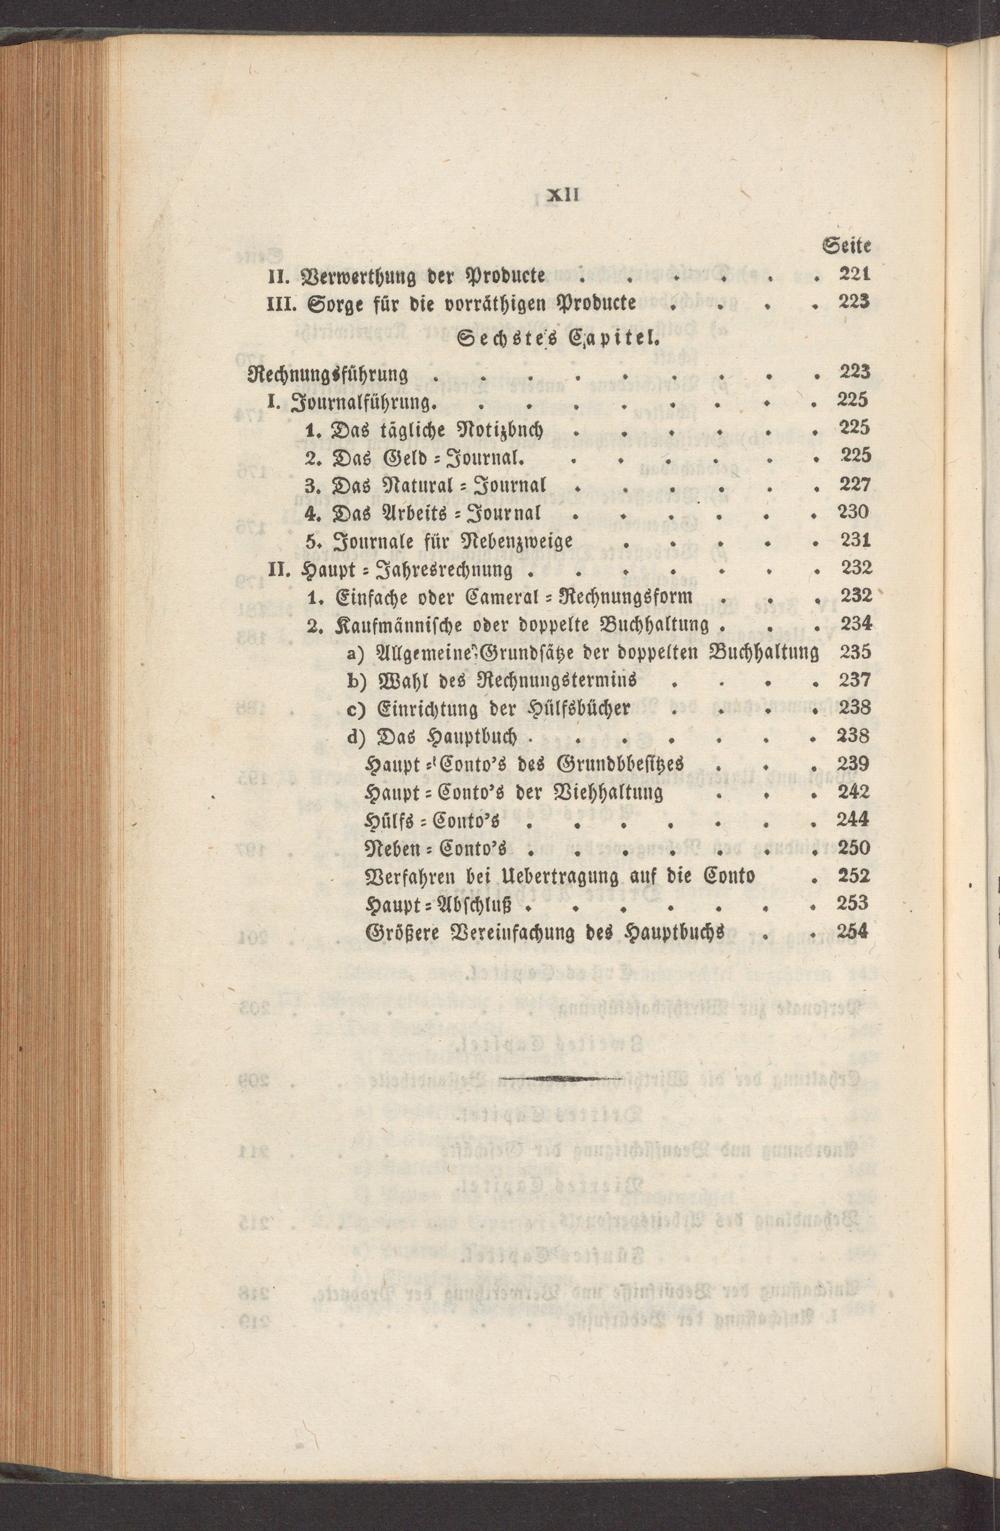 XII
Seite
II. Verwerthung der Producte . . . . . . 221
III. Sorge für die vorräthigen Producte . . . . 223
Sechstes Capitel.
Rechnungsführung . . . . . . . . . 223
I. Journalführung. . . . . . . . . 225
1. Das tägliche Notizbuch . . . . . . 225
2. Das Geld-Journal. . . . . . . 225
3. Das Natural-Journal . . . . . . 227
4. Das Arbeits-Journal . . . . . . 230
5. Journale für Nebenzweige . . . . . 231
II. Haupt-Jahresrechnung . . . . . . . 232
1. Einfache oder Cameral-Rechnungsform . . . 232
2. Kaufmännische oder doppelte Buchhaltung . . . 234
a) Allgemeine Grundsätze der doppelten Buchhaltung 235
b) Wahl des Rechnungstermins . . . . 237
c) Einrichtung der Hülfsbücher . . . . 238
d) Das Hauptbuch . . . . . . . 238
Haupt-Conto's des Grundbbesitzes . . . 239
Haupt-Conto's der Viehhaltung . . . 242
Hülfs-Conto's . . . . . . . 244
Neben-Conto's . . . . . . . 250
Verfahren bei Uebertragung auf die Conto . 252
Haupt-Abschluß . . . . . . . 253
Größere Vereinfachung des Hauptbuchs . . 254